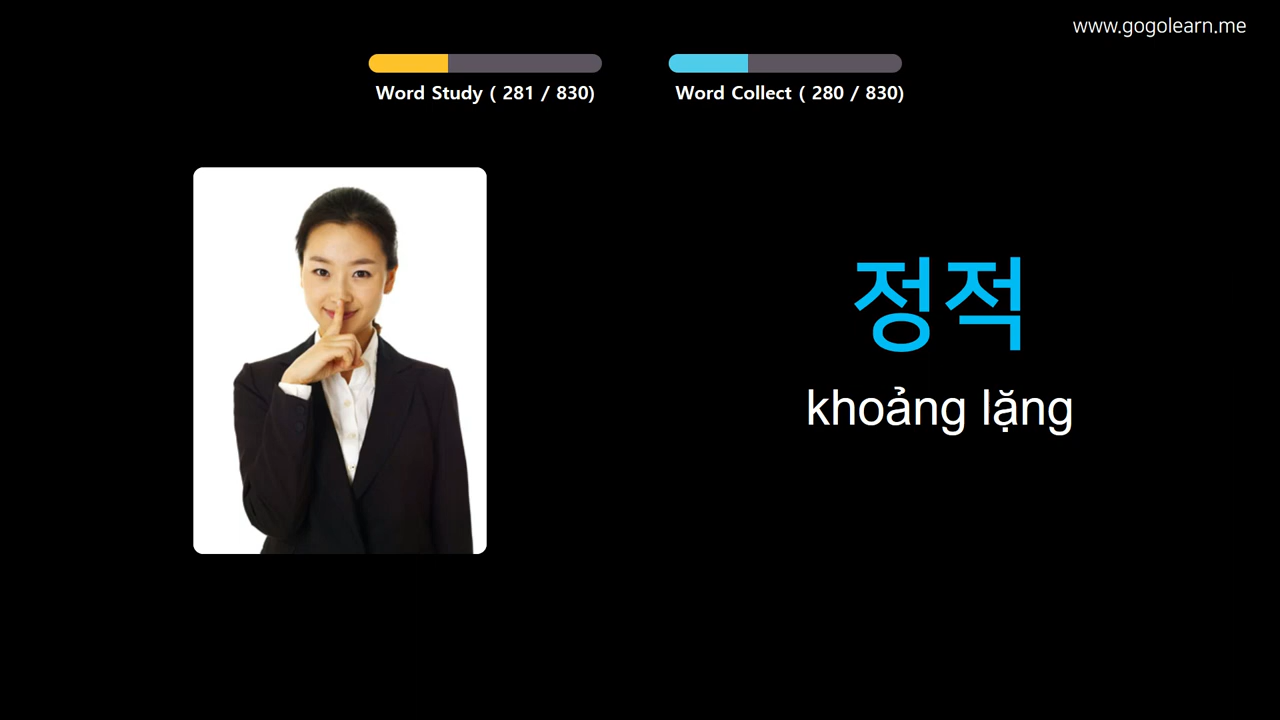 www.gogolearn.me
Word Study ( 281 / 830)
Word Collect ( 280 / 830)
정적
khoảng lặng